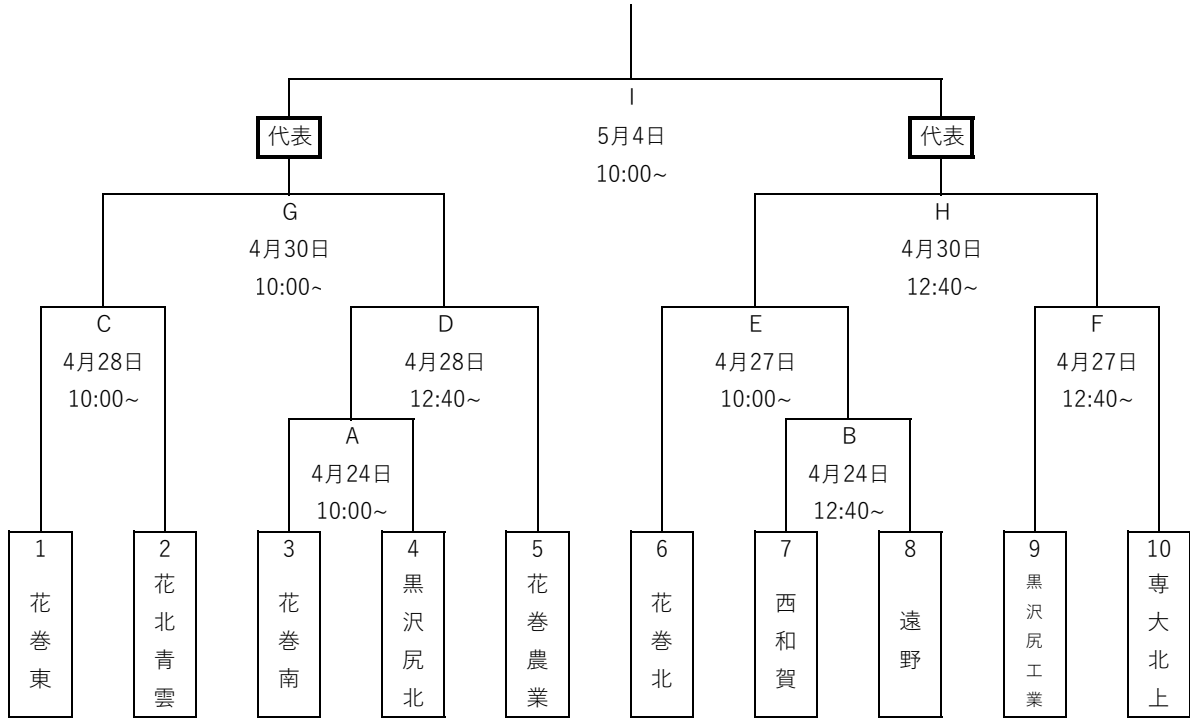 I
代表
5月4日
代表
10:00~
G
H
4月30日
4月30日
10:00~
12:40~
C
D
E
F
4月28日
4月28日
4月27日
4月27日
10:00~
12:40~
10:00~
12:40~
A
B
4月24日
4月24日
10:00~
12:40~
1
花巻東
2
花北青雲
3
花巻南
4
黒沢尻北
5
花巻農業
6
花巻北
7
西和賀
8
遠野
9
黒沢尻工業
10
専大北上